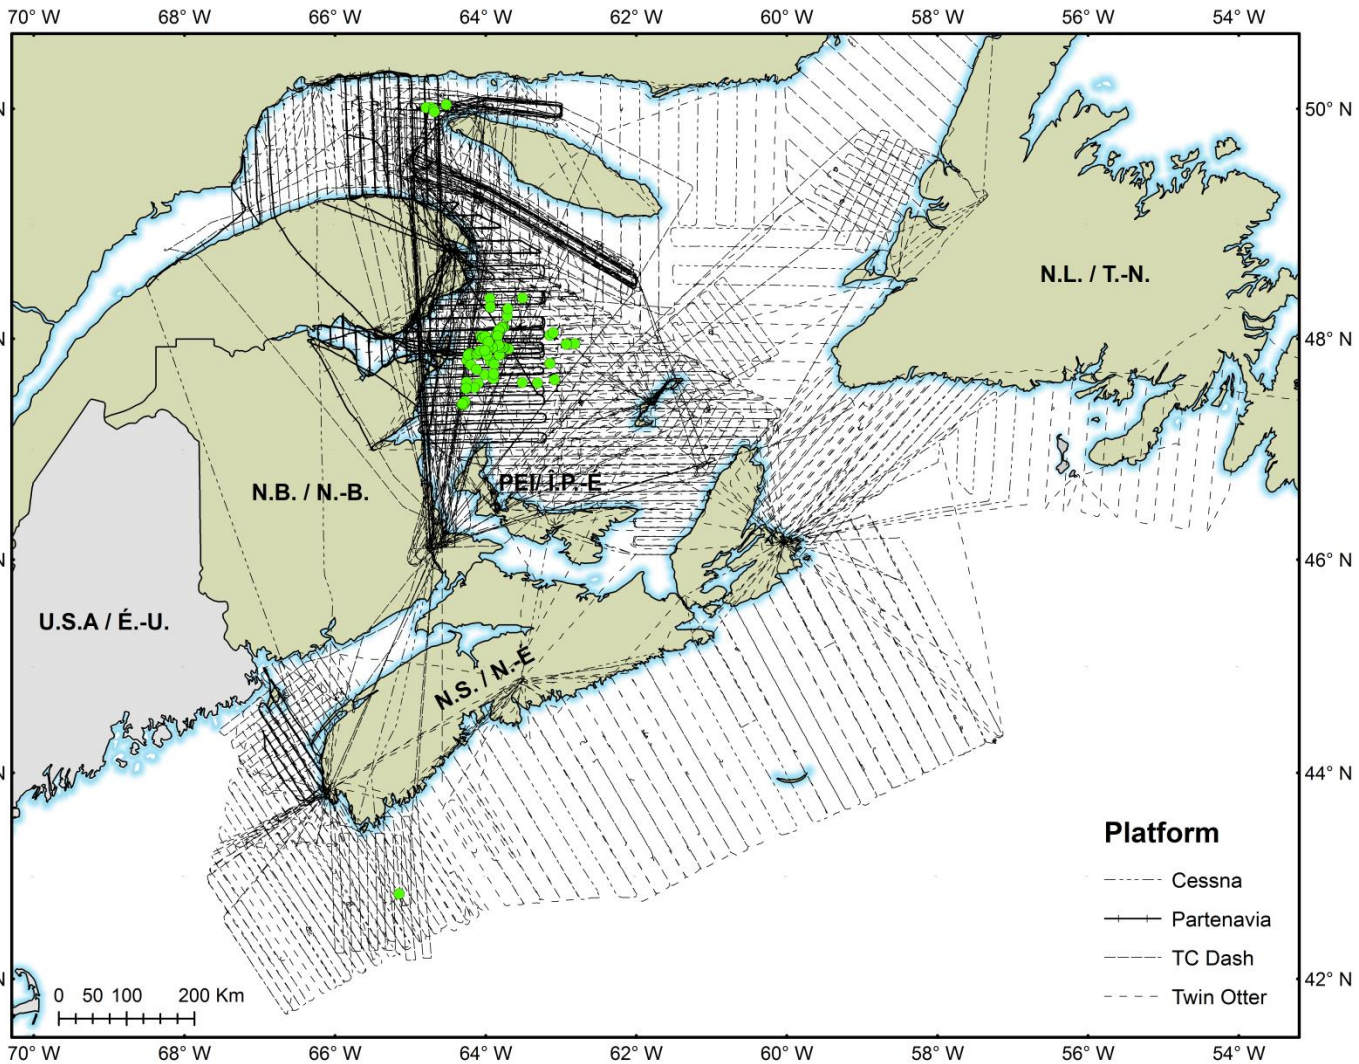 70° W 68° W 66° W 64° W 62° W 60° W 58° W 56° W 54° W
N 50° N
N.L. / T.-N.
N 48° N
N.B. / N.-B.
PEI/ Î.P.-É
N 46° N
U.S.A / É.-U.
N.S. / N.-É
N 44° N
Platform
Cessna
Partenavia
TC Dash
Twin Otter
N 42° N
0 50 100 200 Km
70° W 68° W 66° W 64° W 62° W 60° W 58° W 56° W 54° W